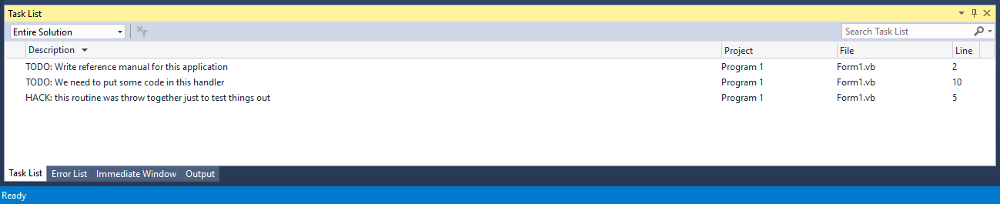 Task List
Entire Solution
Search Task List
Description Project File Line
TODO: Write reference manual for this application Program 1 Form1.vb 2
TODO: We need to put some code in this handler Program 1 Form1.vb 10
HACK: this routine was throw together just to test things out Program 1 Form1.vb 5
Task List Error List Immediate Window Output
Ready